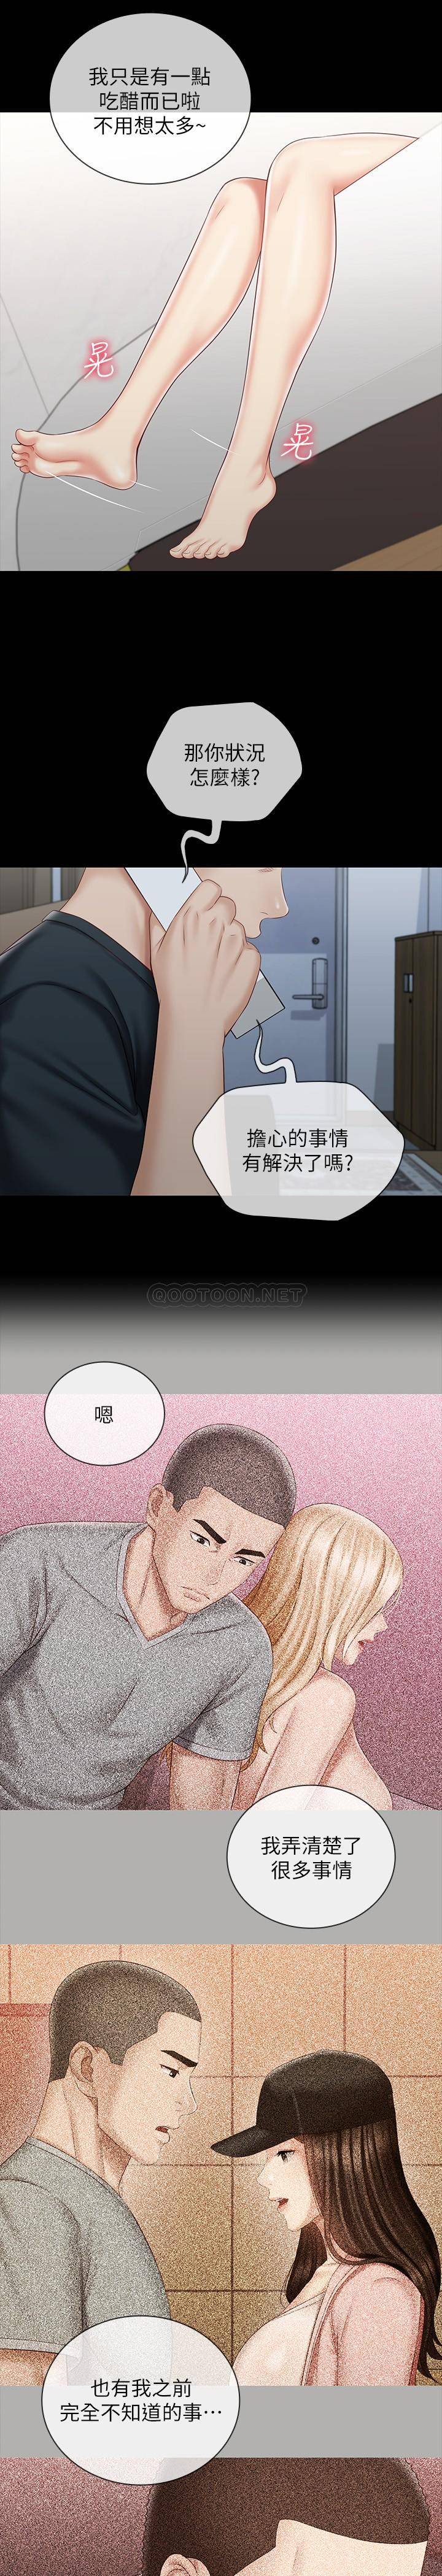 我只是有一點
吃醋而已啦
不用想太多~
晃
晃
那你狀況
怎麼樣?
擔心的事情
有解決了嗎?
QOOTOON.NET
嗯
我弄清楚了
很多事情
也有我之前
完全不知道的事…